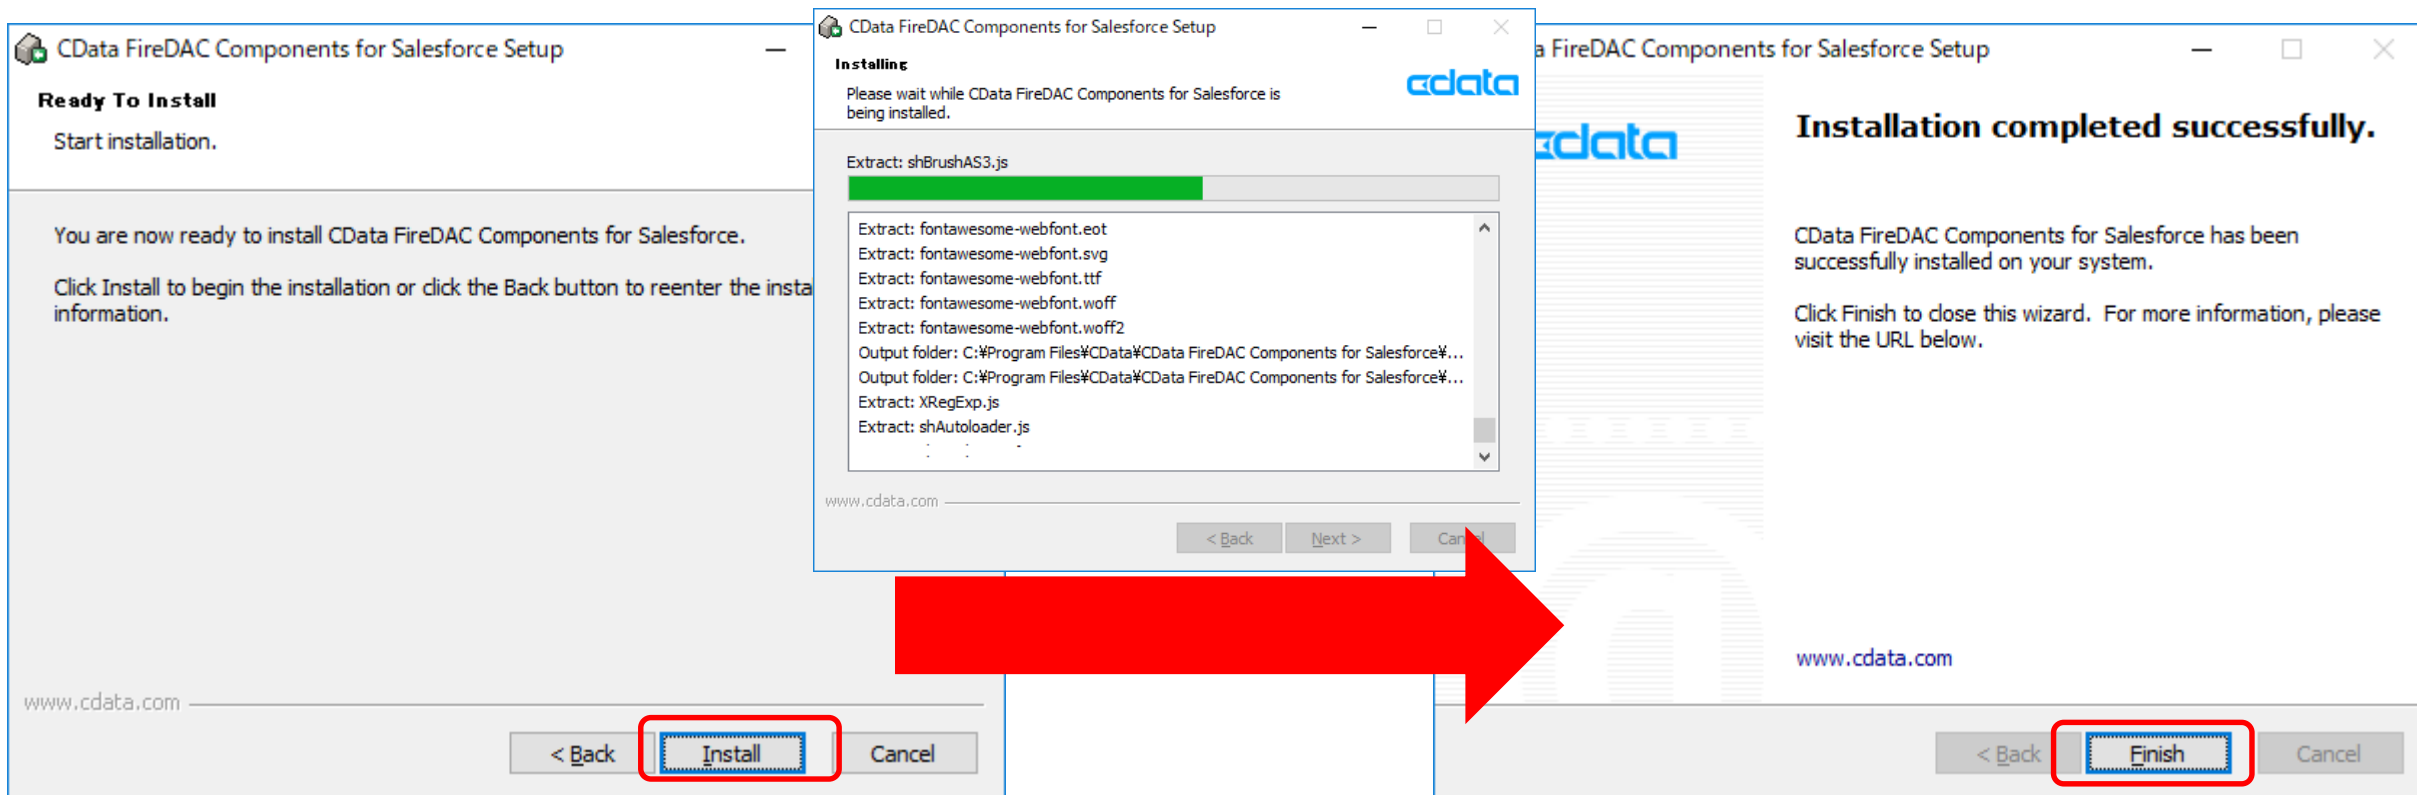 CData FireDAC Components for Salesforce Setup
Ready To Install
Start installation.
You are now ready to install CData FireDAC Components for Salesforce.
Click Install to begin the installation or click the Back button to reenter the insta
information.
www.cdata.com
< Back
Install
Cancel
CData FireDAC Components for Salesforce Setup
Installing
Please wait while CData FireDAC Components for Salesforce is
being installed.
cdata
Extract: shBrushAS3.js
Extract: fontawesome-webfont.eot
Extract: fontawesome-webfont.svg
Extract: fontawesome-webfont.ttf
Extract: fontawesome-webfont.woff
Extract: fontawesome-webfont.woff2
Output folder: C:¥Program Files¥CData¥CData FireDAC Components for Salesforce¥...
Output folder: C:¥Program Files¥CData¥CData FireDAC Components for Salesforce¥...
Extract: XRegExp.js
Extract: shAutoloader.js
www.cdata.com
< Back
Next >
Cancel
a FireDAC Components for Salesforce Setup
cdata
Installation completed successfully.
CData FireDAC Components for Salesforce has been
successfully installed on your system.
Click Finish to close this wizard.  For more information, please
visit the URL below.
www.cdata.com
< Back
Finish
Cancel